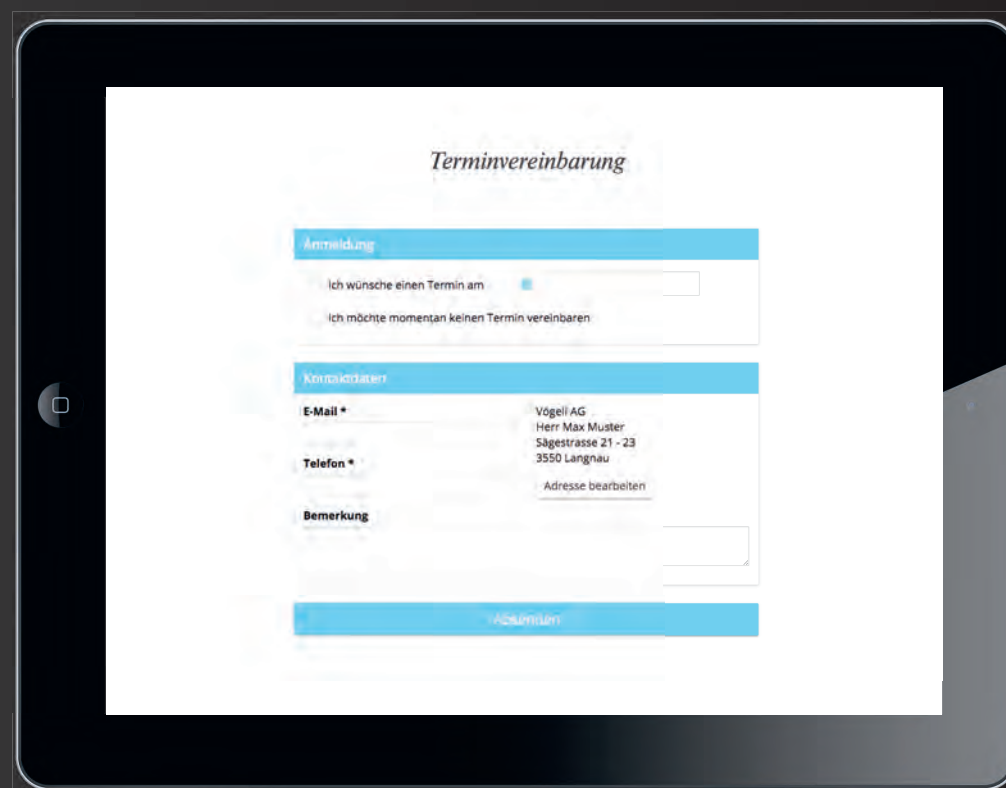 Terminvereinbarung
Anmeldung
Ich wünsche einen Termin am
Ich möchte momentan keinen Termin vereinbaren
Kontaktdaten
E-Mail *
Vögeli AG
Herr Max Muster
Sägestrasse 21 - 23
3550 Langnau
Telefon *
Adresse bearbeiten
Bemerkung
Absenden